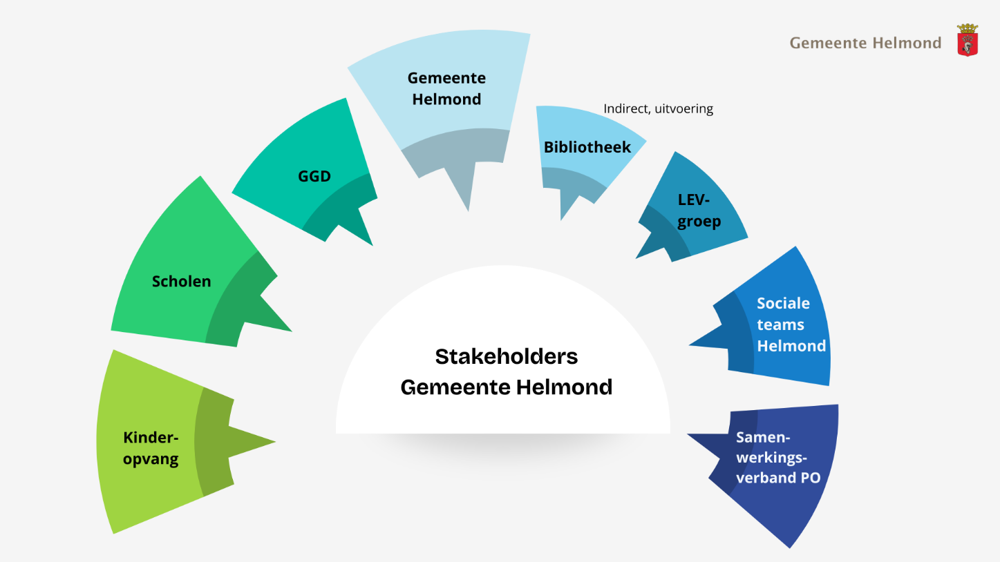 Gemeente Helmond
Gemeente
Helmond
Indirect, uitvoering
Bibliotheek
GGD
LEV-
groep
Scholen
Sociale
teams
Helmond
Stakeholders
Gemeente Helmond
Kinder-
opvang
Samen-
werkings-
verband PO